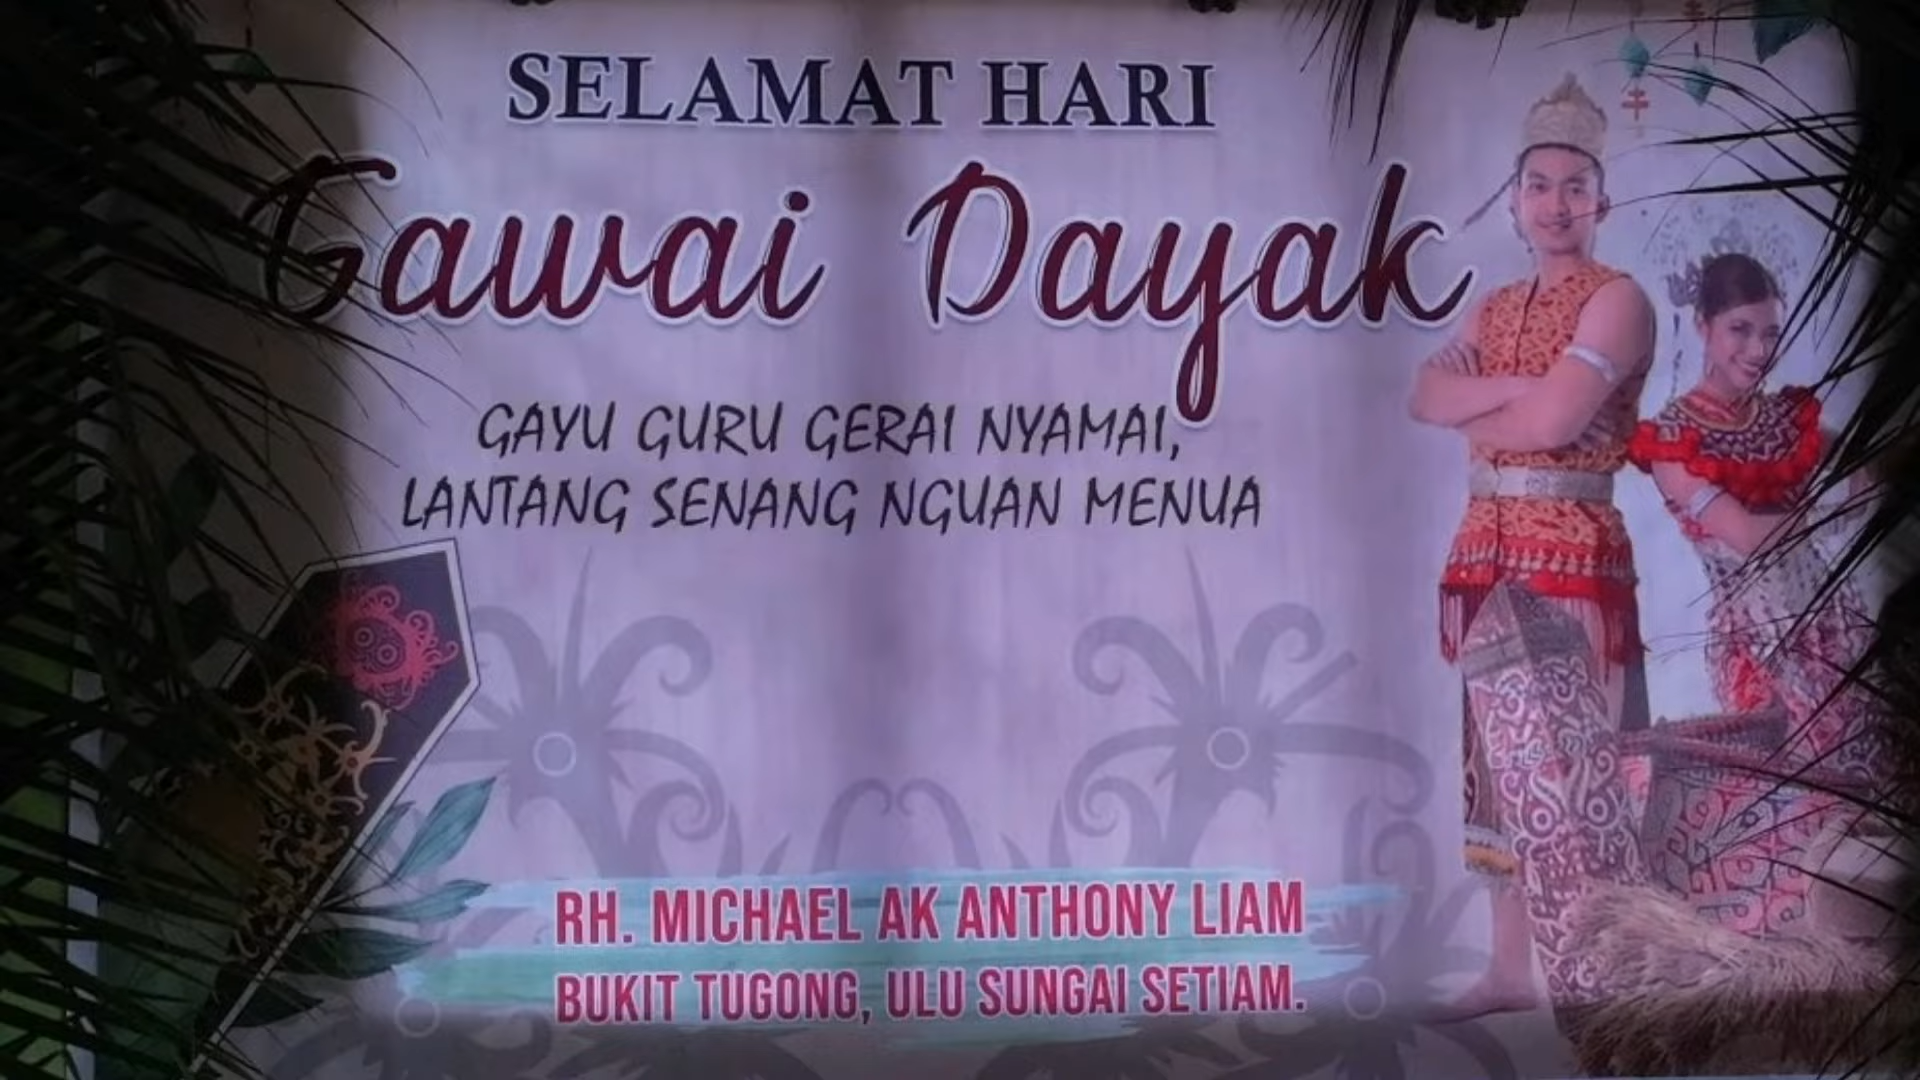 SELAMAT HARI
Gawai Dayak
GAYU GURU GERAI NYAMAI,
LANTANG SENANG NGUAN MENUA
RH. MICHAEL AK ANTHONY LIAM
BUKIT TUGONG, ULU SUNGAI SETIAM.